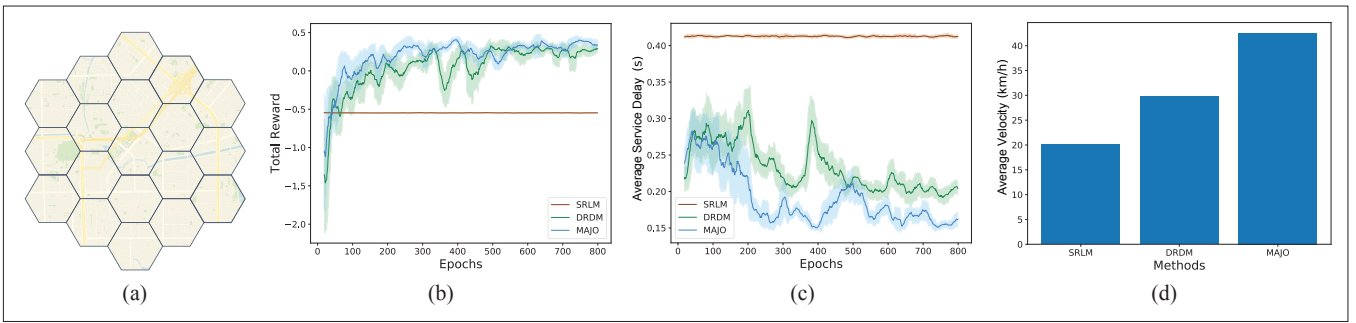 0.5
0.0
−0.5
−1.0
−1.5
−2.0
Total Reward
0 100 200 300 400 500 600 700 800
Epochs
SRLM
DRDM
MAJO
0.40
0.35
0.30
0.25
0.20
0.15
Average Service Delay (s)
0 100 200 300 400 500 600 700 800
Epochs
SRLM
DRDM
MAJO
40
35
30
25
20
15
10
5
0
Average Velocity (km/h)
SRLM DRDM MAJO
Methods
(a) (b) (c) (d)